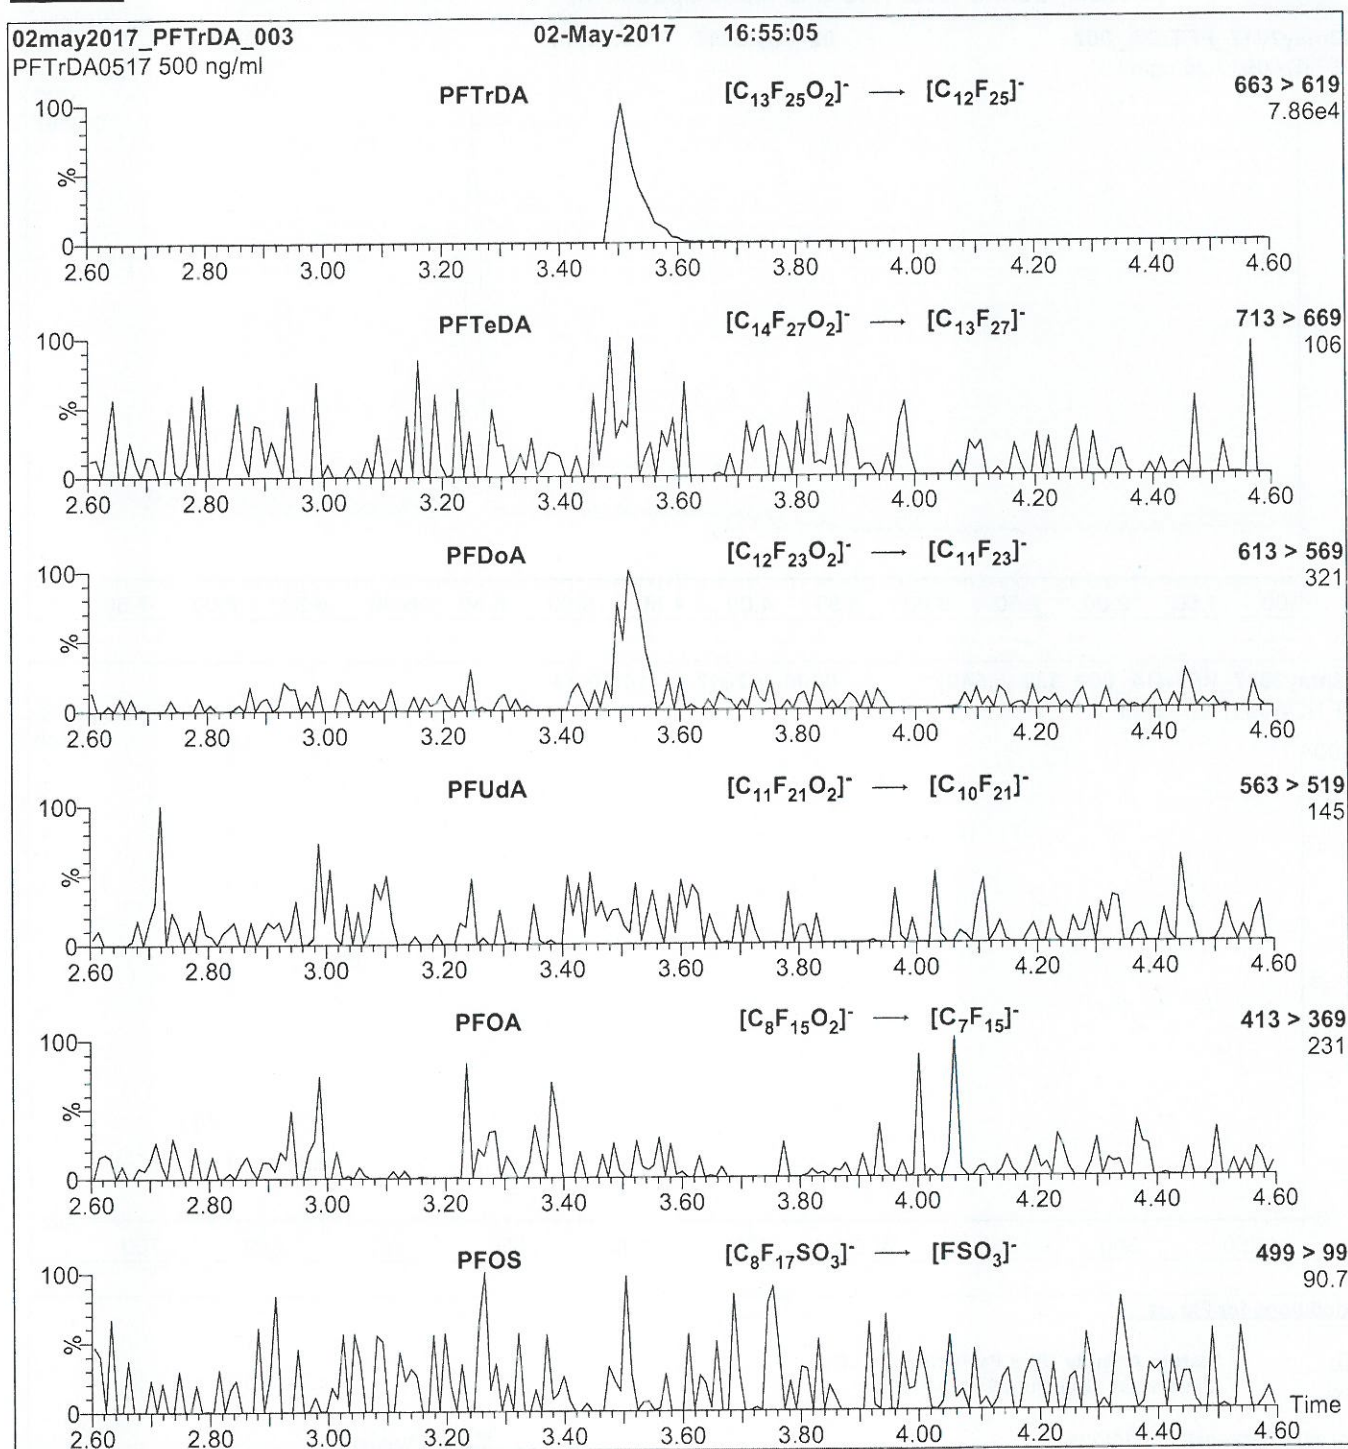 02may2017_PFTrDA_003 02-May-2017 16:55:05
PFTrDA0517 500 ng/ml
PFTrDA [C13F25O2]- → [C12F25]- 663 > 619
7.86e4
100
%
0
2.60 2.80 3.00 3.20 3.40 3.60 3.80 4.00 4.20 4.40 4.60
PFTeDA [C14F27O2]- → [C13F27]- 713 > 669
106
100
%
0
2.60 2.80 3.00 3.20 3.40 3.60 3.80 4.00 4.20 4.40 4.60
PFDoA [C12F23O2]- → [C11F23]- 613 > 569
321
100
%
0
2.60 2.80 3.00 3.20 3.40 3.60 3.80 4.00 4.20 4.40 4.60
PFUdA [C11F21O2]- → [C10F21]- 563 > 519
145
100
%
0
2.60 2.80 3.00 3.20 3.40 3.60 3.80 4.00 4.20 4.40 4.60
PFOA [C8F15O2]- → [C7F15]- 413 > 369
231
100
%
0
2.60 2.80 3.00 3.20 3.40 3.60 3.80 4.00 4.20 4.40 4.60
PFOS [C8F17SO3]- → [FSO3]- 499 > 99
90.7
100
%
0
Time
2.60 2.80 3.00 3.20 3.40 3.60 3.80 4.00 4.20 4.40 4.60